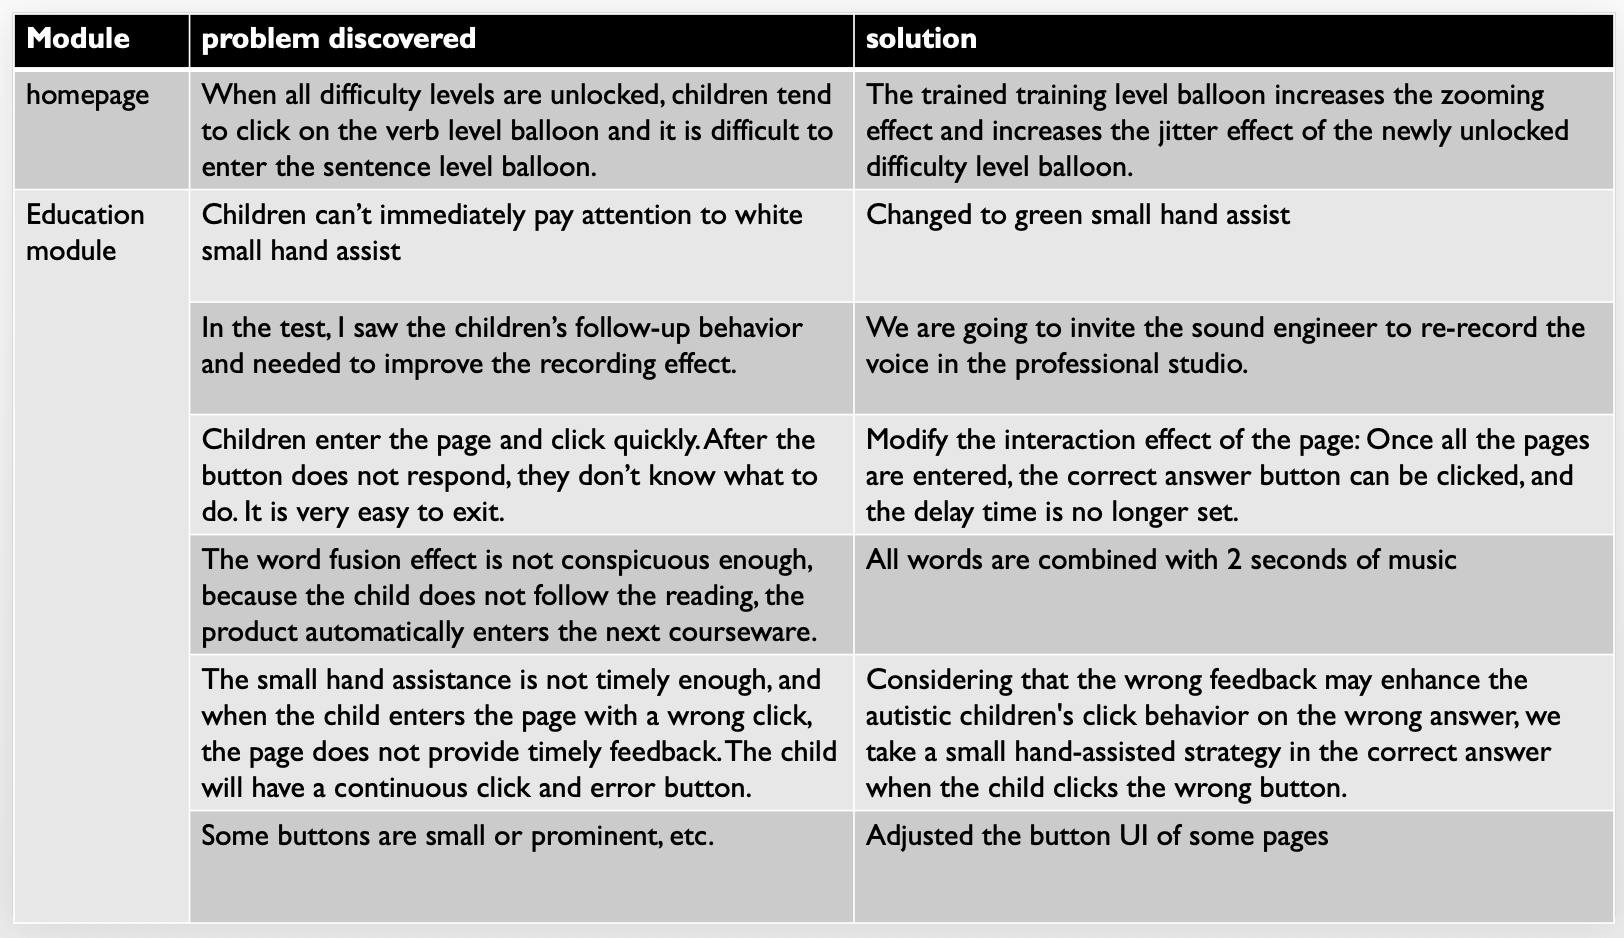 Module
problem discovered
solution
homepage
When all difficulty levels are unlocked, children tend
to click on the verb level balloon and it is difficult to
enter the sentence level balloon.
The trained training level balloon increases the zooming
effect and increases the jitter effect of the newly unlocked
difficulty level balloon.
Education
module
Children can’t immediately pay attention to white
small hand assist
Changed to green small hand assist
In the test, I saw the children’s follow-up behavior
and needed to improve the recording effect.
We are going to invite the sound engineer to re-record the
voice in the professional studio.
Children enter the page and click quickly. After the
button does not respond, they don’t know what to
do. It is very easy to exit.
Modify the interaction effect of the page: Once all the pages
are entered, the correct answer button can be clicked, and
the delay time is no longer set.
The word fusion effect is not conspicuous enough,
because the child does not follow the reading, the
product automatically enters the next courseware.
All words are combined with 2 seconds of music
The small hand assistance is not timely enough, and
when the child enters the page with a wrong click,
the page does not provide timely feedback. The child
will have a continuous click and error button.
Considering that the wrong feedback may enhance the
autistic children's click behavior on the wrong answer, we
take a small hand-assisted strategy in the correct answer
when the child clicks the wrong button.
Some buttons are small or prominent, etc.
Adjusted the button UI of some pages